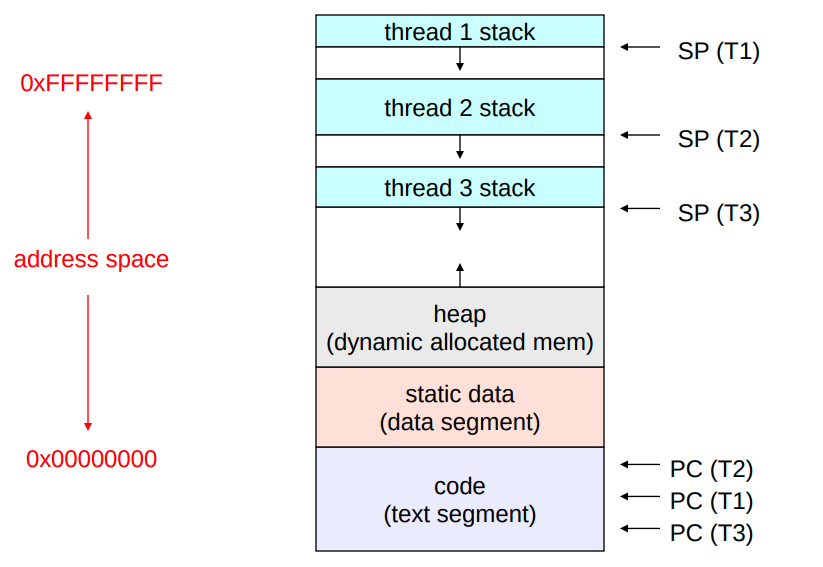 thread 1 stack
SP (T1)
0xFFFFFFFF
thread 2 stack
SP (T2)
thread 3 stack
SP (T3)
address space
heap
(dynamic allocated mem)
static data
(data segment)
0x00000000
code
(text segment)
PC (T2)
PC (T1)
PC (T3)